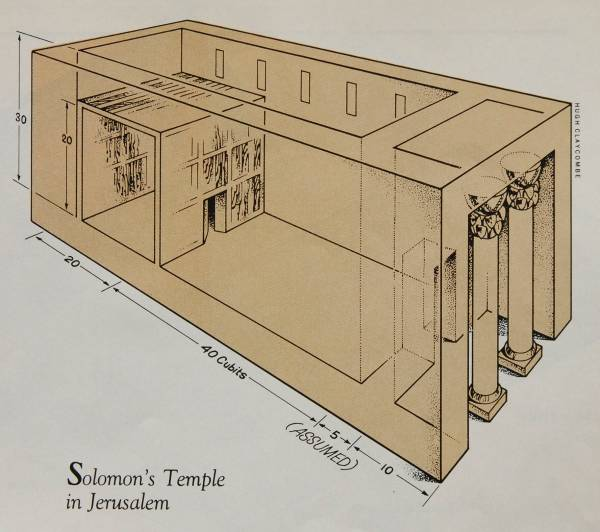 HUGH CLAYCOMBE
30
20
20
40 Cubits
5
(ASSUMED)
10
Solomon's Temple
in Jerusalem